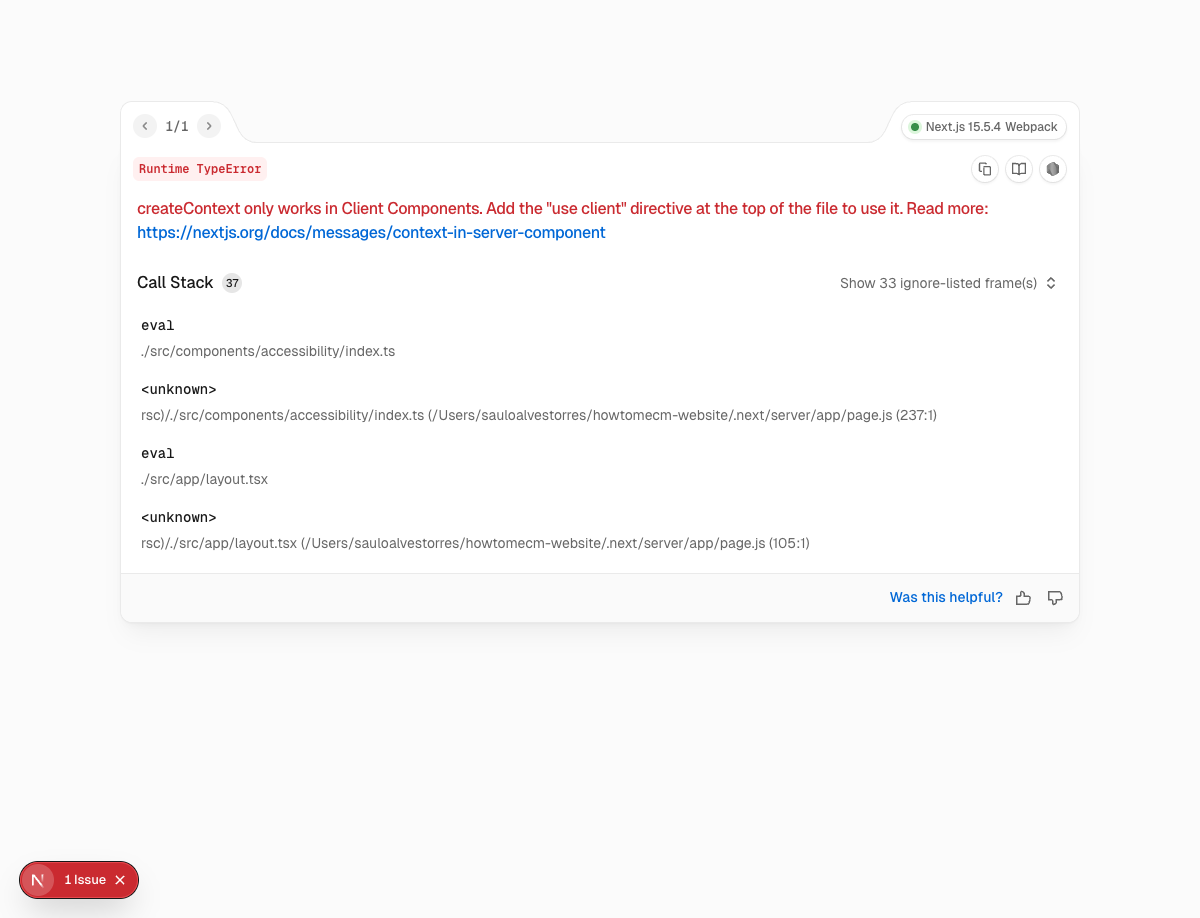 1/1
Next.js 15.5.4 Webpack
Runtime TypeError
createContext only works in Client Components. Add the "use client" directive at the top of the file to use it. Read more:
https://nextjs.org/docs/messages/context-in-server-component
Call Stack 37
Show 33 ignore-listed frame(s)
eval
./src/components/accessibility/index.ts
<unknown>
rsc)/./src/components/accessibility/index.ts (/Users/sauloalvestorres/howtomecm-website/.next/server/app/page.js (237:1)
eval
./src/app/layout.tsx
<unknown>
rsc)/./src/app/layout.tsx (/Users/sauloalvestorres/howtomecm-website/.next/server/app/page.js (105:1)
Was this helpful?
N 1 Issue